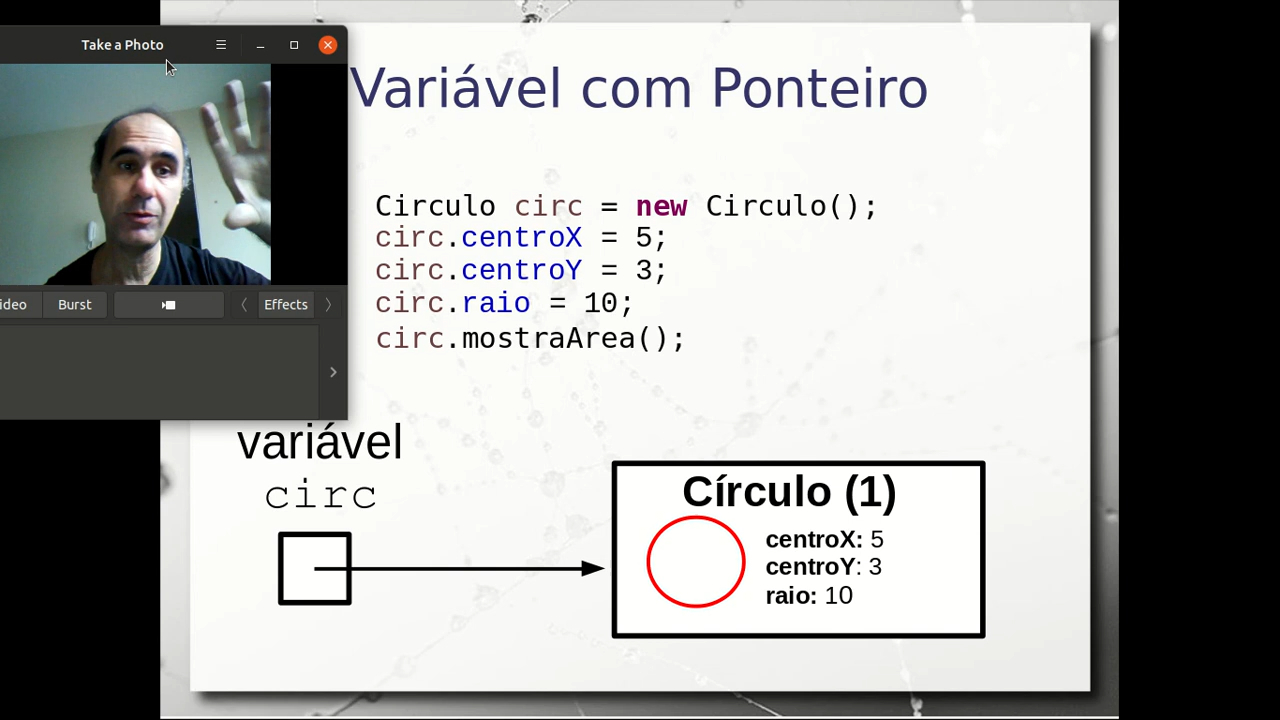 Take a Photo
Variável com Ponteiro
Circulo circ = new Circulo();
circ.centroX = 5;
circ.centroY = 3;
circ.raio = 10;
circ.mostraArea();
ideo Burst Effects
variável
circ
Círculo (1)
centroX: 5
centroY: 3
raio: 10